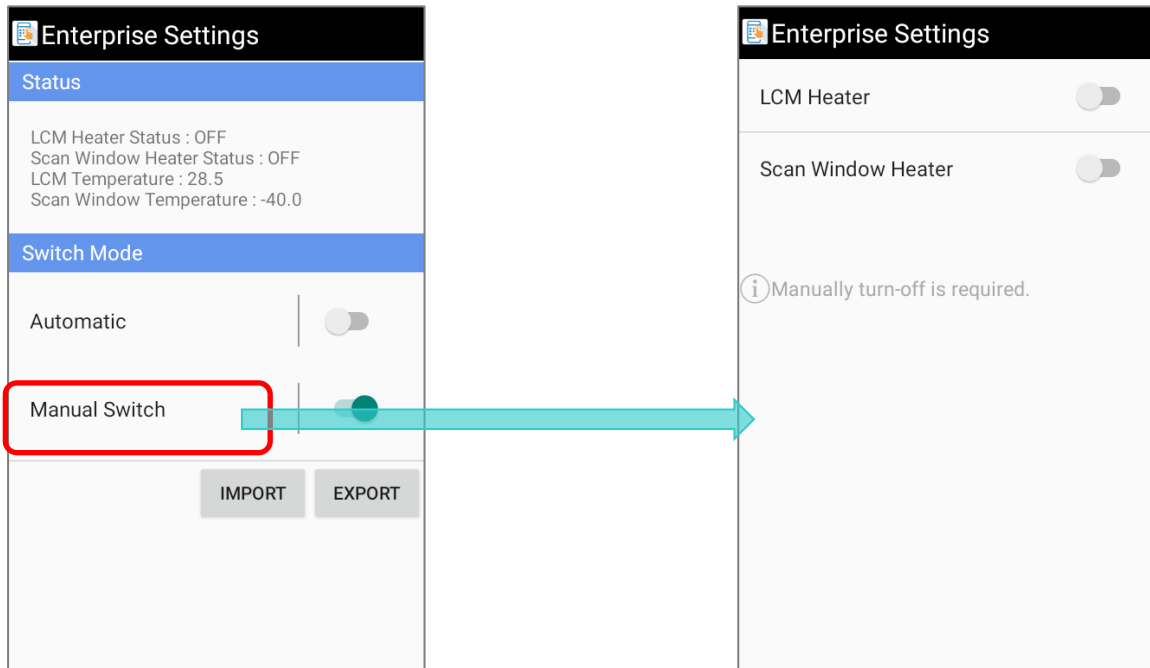 Enterprise Settings
Status
LCM Heater Status : OFF
Scan Window Heater Status : OFF
LCM Temperature : 28.5
Scan Window Temperature : -40.0
Switch Mode
Automatic
Manual Switch
IMPORT
EXPORT
Enterprise Settings
LCM Heater
Scan Window Heater
Manually turn-off is required.